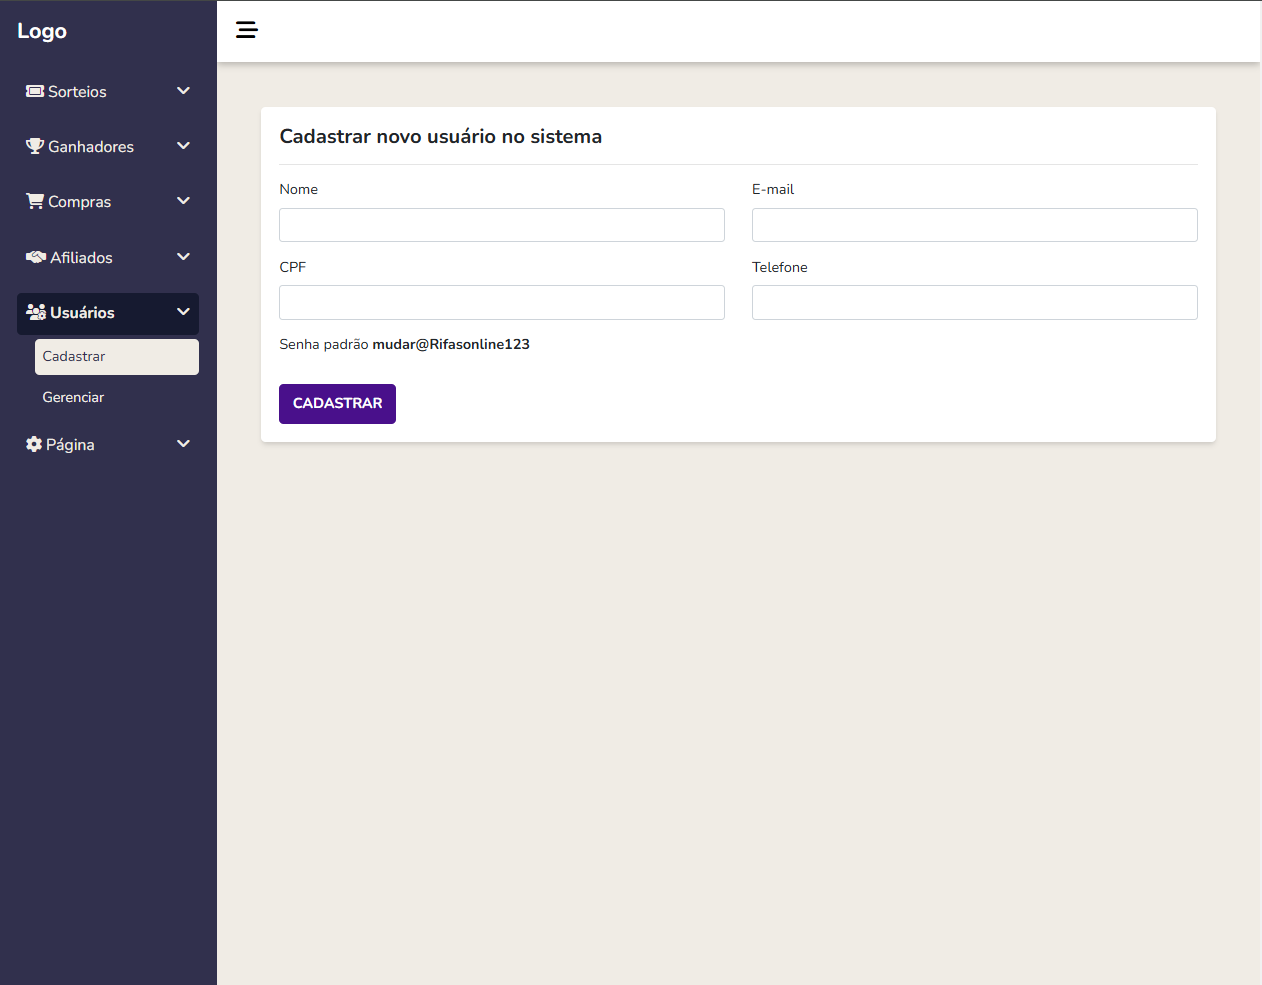 Logo
Sorteios
Ganhadores
Compras
Afiliados
Usuários
Cadastrar
Gerenciar
Página
Cadastrar novo usuário no sistema
Nome
E-mail
CPF
Telefone
Senha padrão mudar@Rifasonline123
CADASTRAR